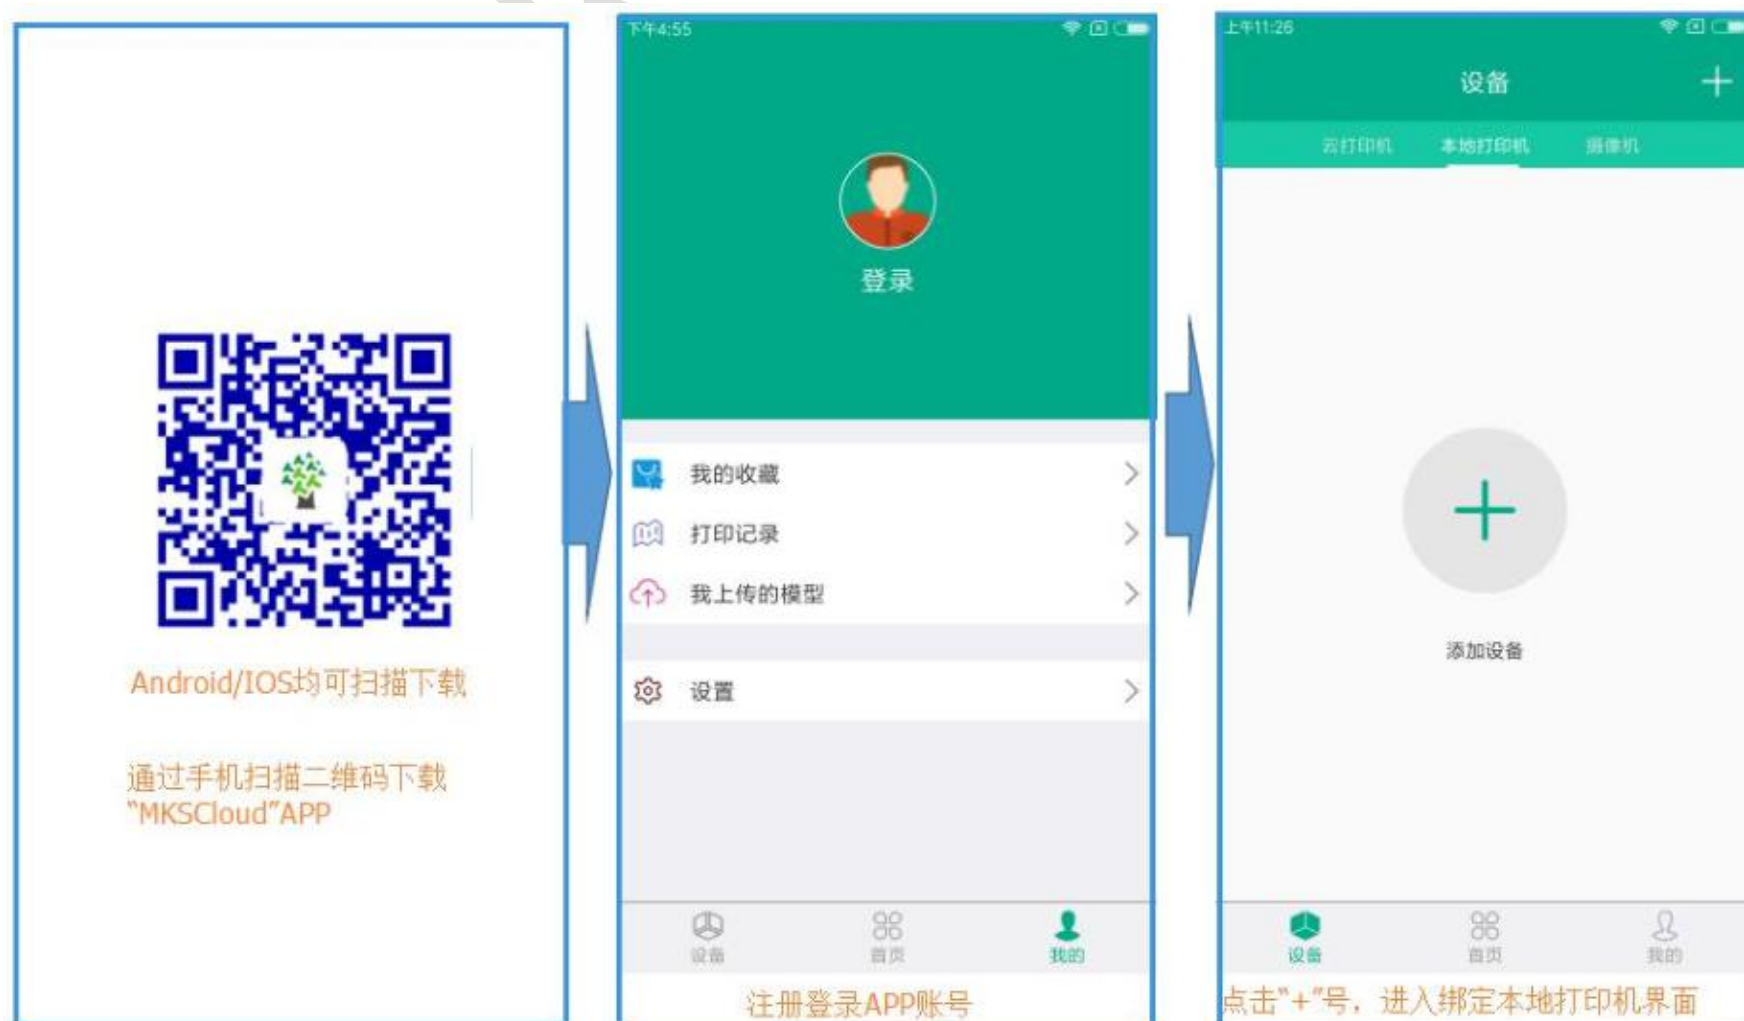 Android/IOS均可扫描下载
通过手机扫描二维码下载
“MKSCloud”APP
下午4:55
登录
我的收藏
打印记录
我上传的模型
设置
设备
首页
我的
注册登录APP账号
上午11:26
设备
云打印机
本地打印机
摄像机
添加设备
设备
首页
我的
点击“+”号，进入绑定本地打印机界面